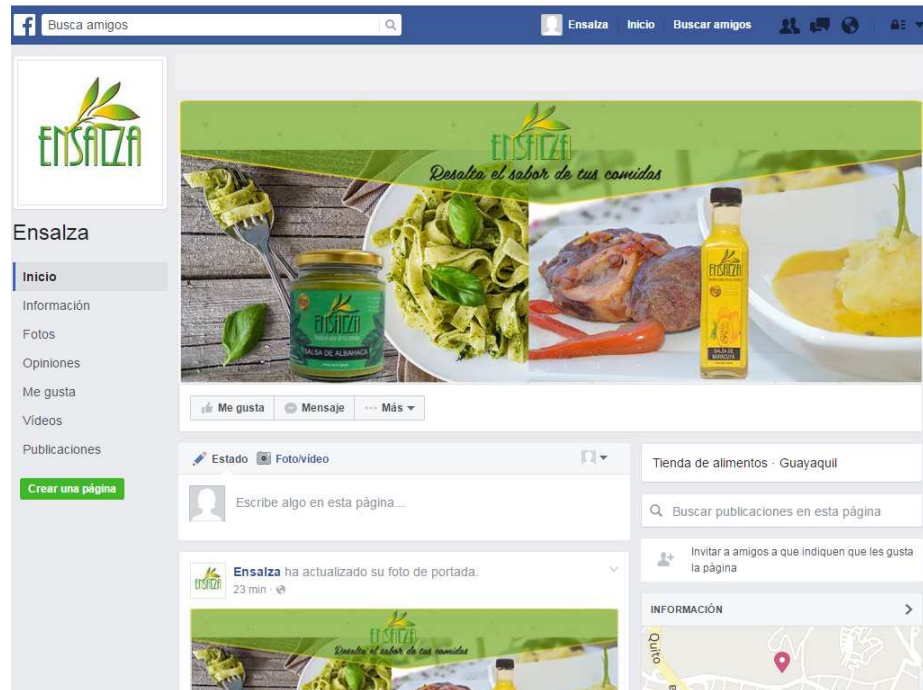 Busca amigos
Ensalza Inicio Buscar amigos
ENSALZA
ENSALZA
Resalta el sabor de tus comidas
Ensalza
Inicio
Información
Fotos
Opiniones
Me gusta
Vídeos
Publicaciones
Crear una página
ENSALZA
SALSA DE ALBAHACA
ENSALZA
SALSA DE
MARACUYA
Me gusta Mensaje Más
Estado Foto/vídeo
Escribe algo en esta página...
Tienda de alimentos · Guayaquil
Buscar publicaciones en esta página
Invitar a amigos a que indiquen que les gusta
la página
ENSALZA
Ensalza ha actualizado su foto de portada.
23 min ·
ENSALZA
Resalta el sabor de tus comidas
INFORMACIÓN
Quito